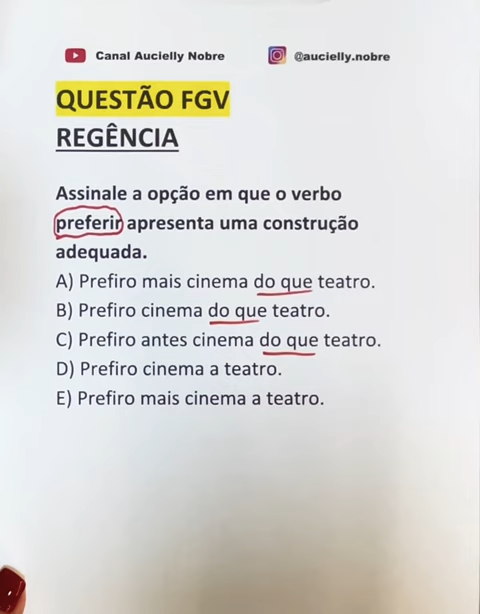 Canal Aucielly Nobre @aucielly.nobre
QUESTÃO FGV
REGÊNCIA
Assinale a opção em que o verbo
preferir apresenta uma construção
adequada.
A) Prefiro mais cinema do que teatro.
B) Prefiro cinema do que teatro.
C) Prefiro antes cinema do que teatro.
D) Prefiro cinema a teatro.
E) Prefiro mais cinema a teatro.